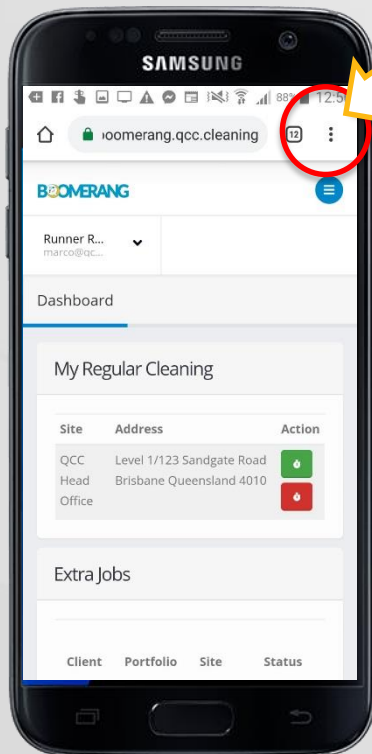 SAMSUNG
88% 12:5
oomerang.qcc.cleaning 12
BOOMERANG
Runner R...
marco@qc...
Dashboard
My Regular Cleaning
Site Address Action
QCC Level 1/123 Sandgate Road
Head Brisbane Queensland 4010
Office
Extra Jobs
Client Portfolio Site Status